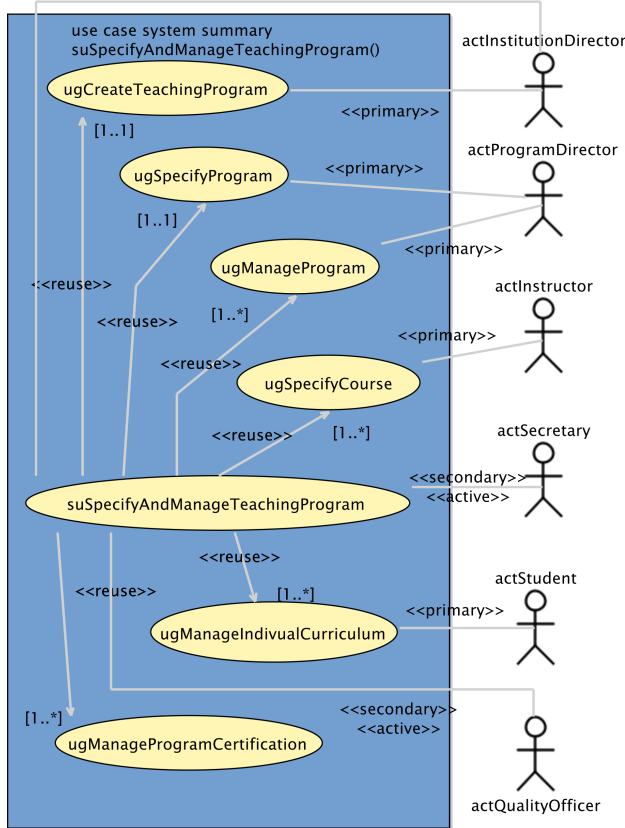 use case system summary
suSpecifyAndManageTeachingProgram()
actInstitutionDirector
ugCreateTeachingProgram
<<primary>>
[1..1]
actProgramDirector
ugSpecifyProgram
<<primary>>
[1..1]
ugManageProgram
<<primary>>
<<reuse>>
actInstructor
[1..*]
<<reuse>>
<<primary>>
<<reuse>>
ugSpecifyCourse
actSecretary
<<reuse>>
[1..*]
<<secondary>>
<<active>>
suSpecifyAndManageTeachingProgram
<<reuse>>
actStudent
<<reuse>>
[1..*]
<<primary>>
ugManageIndivualCurriculum
<<secondary>>
[1..*]
<<active>>
ugManageProgramCertification
actQualityOfficer